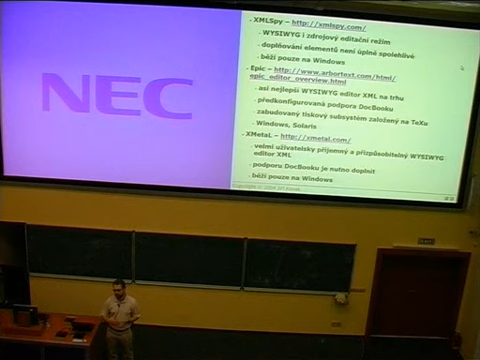 NEC
- XMLSpy – http://xmlspy.com/
- WYSIWYG i zdrojový editační režim
- doplňování elementů není úplně spolehlivé
- běží pouze na Windows
- Epic – http://www.arbortext.com/html/
epic_editor_overview.html
- asi nejlepší WYSIWYG editor XML na trhu
- předkonfigurovaná podpora DocBooku
- zabudovaný tiskový subsystém založený na TeXu
- Windows, Solaris
- XMetaL – http://xmetal.com/
- velmi uživatelsky příjemný a přizpůsobitelný WYSIWYG
editor XML
- podporu DocBooku je nutno doplnit
- běží pouze na Windows